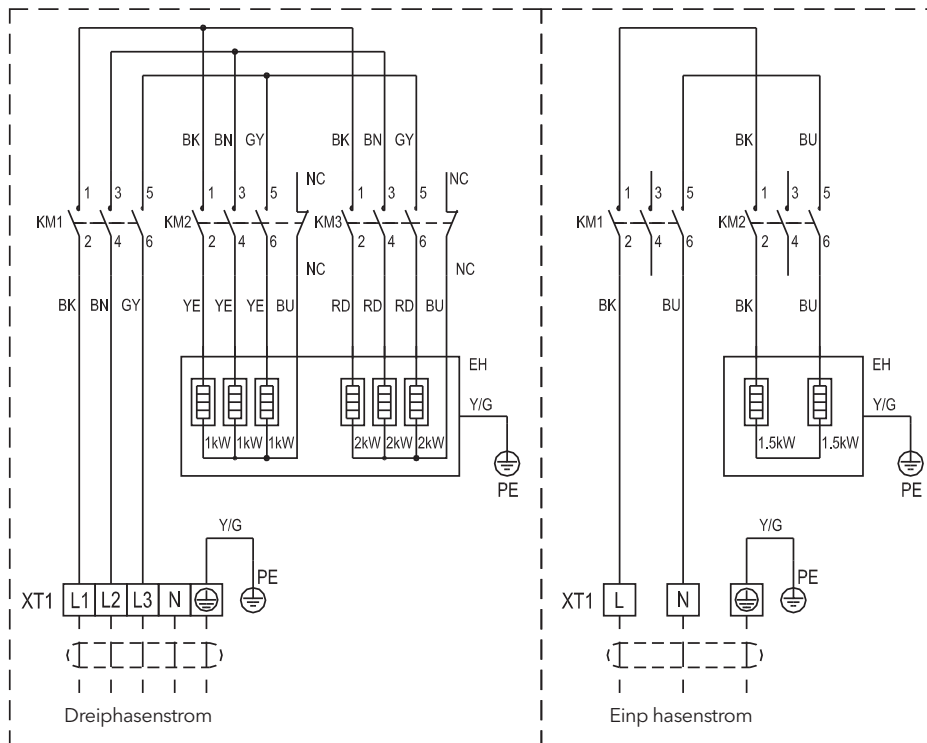 BK BN GY BK BN GY BK BU
NC NC
1 3 5 1 3 5 1 3 5 1 3 5 1 3 5
KM1 KM2 KM3 KM1 KM2
2 4 6 2 4 6 2 4 6 2 4 6 2 4 6
NC NC
BK BN GY YE YE YE BU RD RD RD BU BK BU BK BU
EH EH
Y/G Y/G
1kW 1kW 1kW 2kW 2kW 2kW 1.5kW 1.5kW
PE PE
Y/G Y/G
PE PE
XT1 L1 L2 L3 N XT1 L N
Dreiphasenstrom Einp hasenstrom